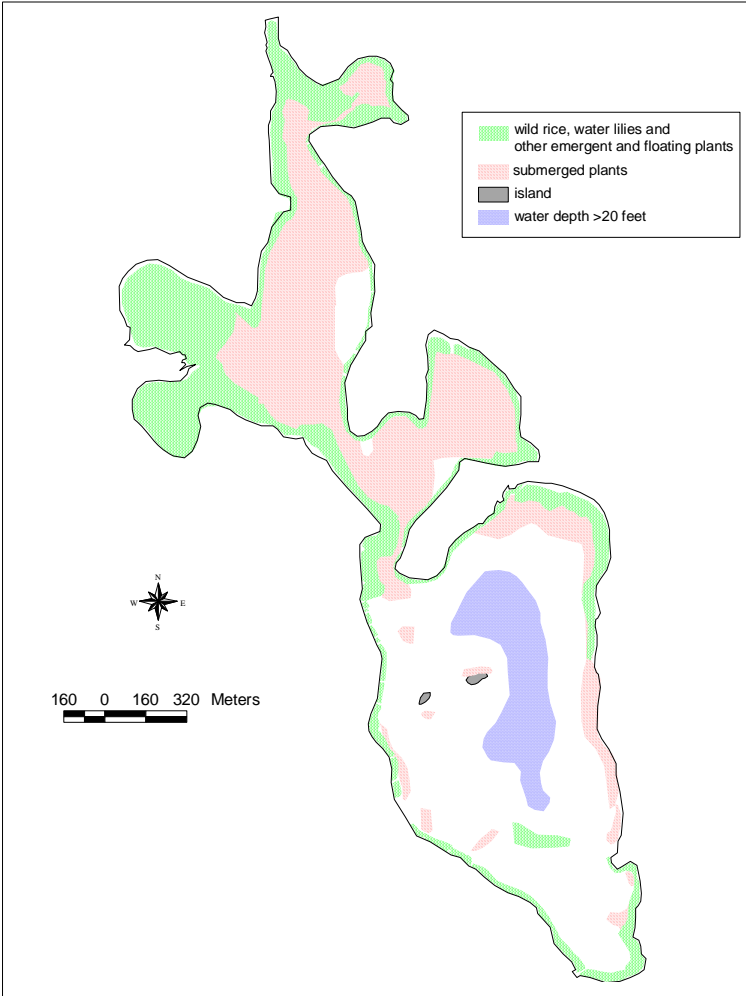 wild rice, water lilies and
other emergent and floating plants
submerged plants
island
water depth >20 feet
N
W E
S
160 0 160 320 Meters